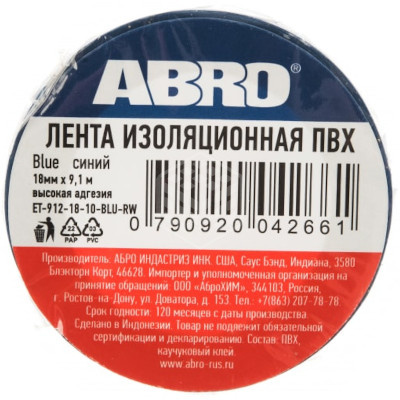 ABRO®
ЛЕНТА ИЗОЛЯЦИОННАЯ ПВХ
Blue синий
18мм x 9,1 м
высокая адгезия
ET-912-18-10-BLU-RW
0 790920 042661
22 PAP
03 PVC
Производитель: АБРО ИНДАСТРИЗ ИНК. США, Саус Бэнд, Индиана, 3580
Блэкторн Корт, 46628. Импортер и уполномоченная организация на
принятие обращений: ООО «АброХИМ», 344103, Россия,
г. Ростов-на-Дону, ул. Доватора, д. 153. Тел.: +7(863) 207-78-78
Срок годности: 120 месяцев с даты производства
Сделано в Индонезии. Товар не подлежит обязательной
сертификации и декларированию. Состав: ПВХ,
каучуковый клей.
www.abro-rus.ru